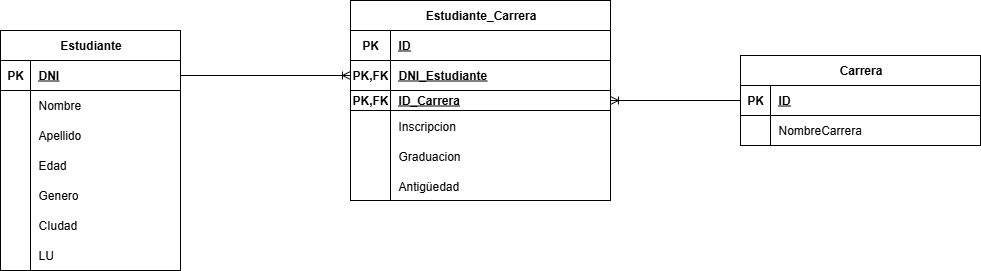 Estudiante
PK DNI
Nombre
Apellido
Edad
Genero
CIudad
LU
Estudiante_Carrera
PK ID
PK,FK DNI_Estudiante
PK,FK ID_Carrera
Inscripcion
Graduacion
Antigüedad
Carrera
PK ID
NombreCarrera